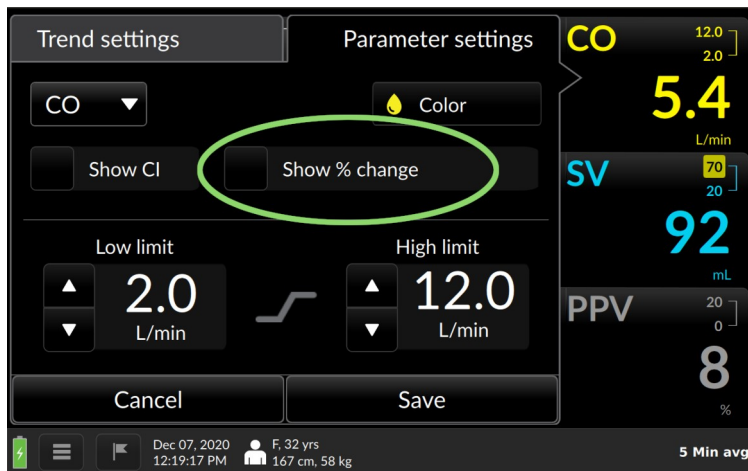 Trend settings
Parameter settings
CO
Color
Show CI
Show % change
Low limit
High limit
2.0
L/min
12.0
L/min
Cancel
Save
CO
12.0
2.0
5.4
L/min
SV
70
20
92
mL
PPV
20
0
8
%
Dec 07, 2020
12:19:17 PM
F, 32 yrs
167 cm, 58 kg
5 Min avg